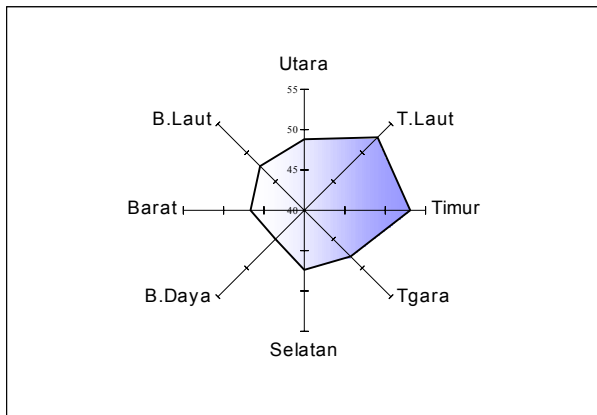 Utara
55
B.Laut
T.Laut
50
45
Barat
40
Timur
B.Daya
Tgara
Selatan